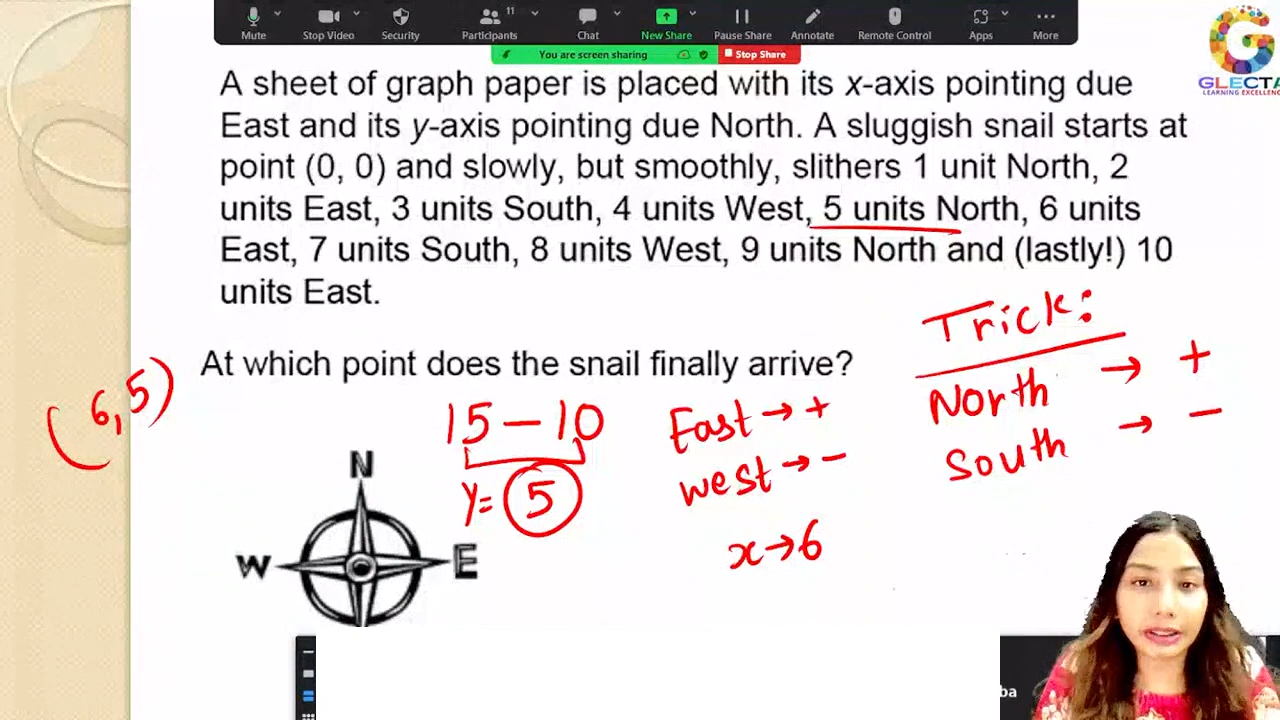 11
Mute
Stop Video
Security
Participants
Chat
New Share
Pause Share
Annotate
Remote Control
Apps
More
You are screen sharing
Stop Share
GLECTA
LEARNING EXCELLENC
A sheet of graph paper is placed with its x-axis pointing due
East and its y-axis pointing due North. A sluggish snail starts at
point (0, 0) and slowly, but smoothly, slithers 1 unit North, 2
units East, 3 units South, 4 units West, 5 units North, 6 units
East, 7 units South, 8 units West, 9 units North and (lastly!) 10
units East.
Trick:
At which point does the snail finally arrive?
North → +
South → -
(6,5)
15 - 10
y= 5
East → +
west → -
x → 6
N
W
E
ba